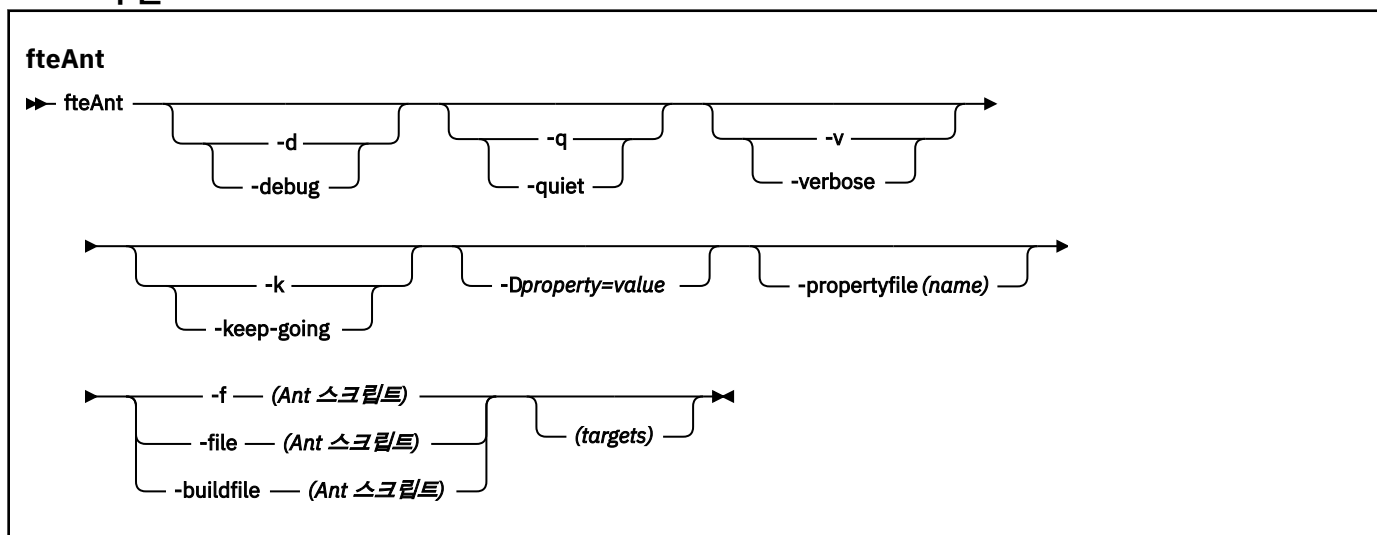 fteAnt
fteAnt
-d
-debug
-q
-quiet
-v
-verbose
-k
-keep-going
-Dproperty=value
-propertyfile (name)
-f (Ant 스크립트)
-file (Ant 스크립트)
-buildfile (Ant 스크립트)
(targets)